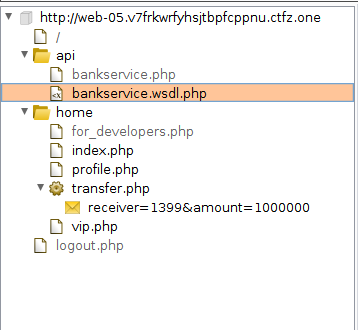 http://web-05.v7frkwrfyhsjtbpfcppnu.ctfz.one
/
api
bankservice.php
bankservice.wsdl.php
home
for_developers.php
index.php
profile.php
transfer.php
receiver=1399&amount=1000000
vip.php
logout.php